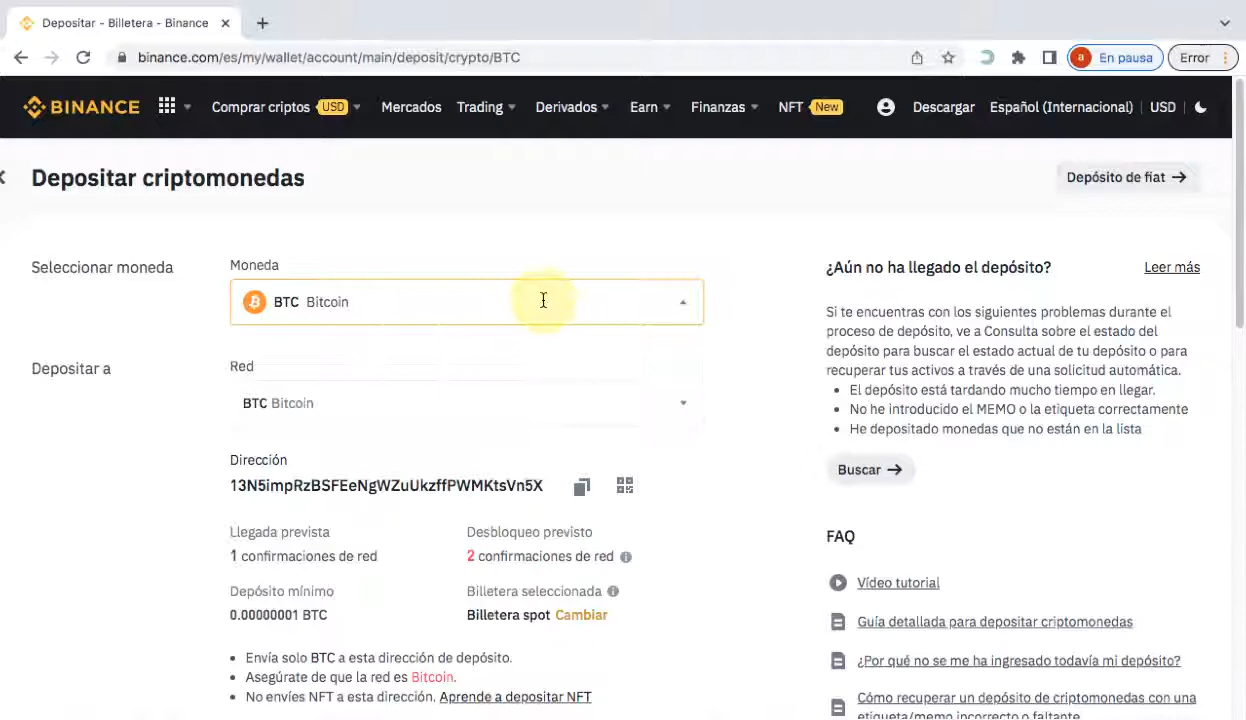 Depositar - Billetera - Binance
binance.com/es/my/wallet/account/main/deposit/crypto/BTC
a En pausa
Error
BINANCE
Comprar criptos USD
Mercados
Trading
Derivados
Earn
Finanzas
NFT New
Descargar
Español (Internacional)
USD
Depositar criptomonedas
Depósito de fiat →
Seleccionar moneda
Moneda
BTC Bitcoin
Depositar a
Red
BTC Bitcoin
Dirección
13N5impRzBSFEeNgWZuUkzffPWMKtsVn5X
Llegada prevista
1 confirmaciones de red
Desbloqueo previsto
2 confirmaciones de red
Depósito mínimo
0.00000001 BTC
Billetera seleccionada
Billetera spot Cambiar
• Envía solo BTC a esta dirección de depósito.
• Asegúrate de que la red es Bitcoin.
• No envíes NFT a esta dirección. Aprende a depositar NFT
¿Aún no ha llegado el depósito?
Leer más
Si te encuentras con los siguientes problemas durante el
proceso de depósito, ve a Consulta sobre el estado del
depósito para buscar el estado actual de tu depósito o para
recuperar tus activos a través de una solicitud automática.
• El depósito está tardando mucho tiempo en llegar.
• No he introducido el MEMO o la etiqueta correctamente
• He depositado monedas que no están en la lista
Buscar →
FAQ
Vídeo tutorial
Guía detallada para depositar criptomonedas
¿Por qué no se me ha ingresado todavía mi depósito?
Cómo recuperar un depósito de criptomonedas con una
etiqueta/memo incorrecto o faltante